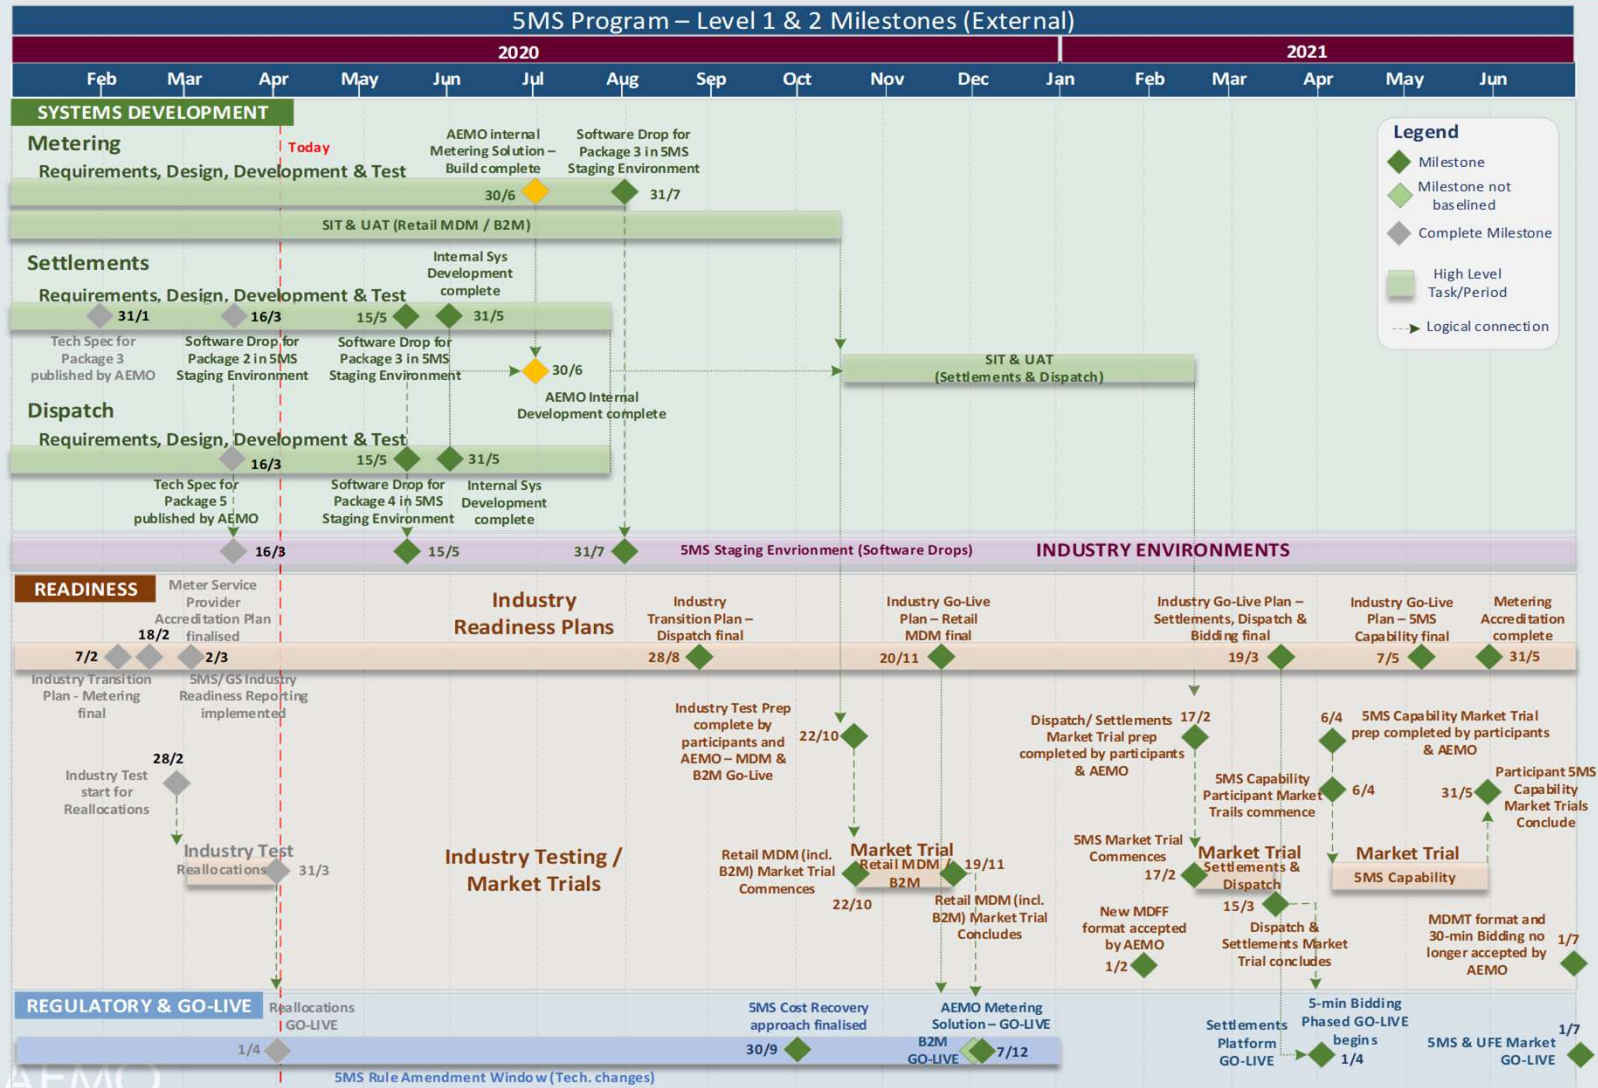 5MS Program – Level 1 & 2 Milestones (External)
2020
2021
Feb Mar Apr May Jun Jul Aug Sep Oct Nov Dec Jan Feb Mar Apr May Jun
SYSTEMS DEVELOPMENT
Today
Legend
Milestone
Milestone not
baselined
Complete Milestone
High Level
Task/Period
Logical connection
Metering
Requirements, Design, Development & Test
AEMO internal
Metering Solution –
Build complete
30/6
Software Drop for
Package 3 in 5MS
Staging Environment
31/7
SIT & UAT (Retail MDM / B2M)
Settlements
Requirements, Design, Development & Test
Internal Sys
Development
complete
31/1
16/3
15/5
31/5
Tech Spec for
Package 3
published by AEMO
Software Drop for
Package 2 in 5MS
Staging Environment
Software Drop for
Package 3 in 5MS
Staging Environment
30/6
AEMO Internal
Development complete
SIT & UAT
(Settlements & Dispatch)
Dispatch
Requirements, Design, Development & Test
16/3
15/5
31/5
Tech Spec for
Package 5
published by AEMO
Software Drop for
Package 4 in 5MS
Staging Environment
Internal Sys
Development
complete
16/3
15/5
31/7
5MS Staging Envrionment (Software Drops)
INDUSTRY ENVIRONMENTS
READINESS
Meter Service
Provider
Accreditation Plan
finalised
18/2
7/2
2/3
Industry Transition
Plan - Metering
final
5MS/GS Industry
Readiness Reporting
implemented
Industry
Readiness Plans
Industry
Transition Plan –
Dispatch final
28/8
Industry Go-Live
Plan – Retail
MDM final
20/11
Industry Go-Live Plan –
Settlements, Dispatch &
Bidding final
19/3
Industry Go-Live
Plan – 5MS
Capability final
7/5
Metering
Accreditation
complete
31/5
28/2
Industry Test
start for
Reallocations
Industry Test
Reallocations
31/3
Industry Testing /
Market Trials
Industry Test Prep
complete by
participants and
AEMO – MDM &
B2M Go-Live
22/10
Retail MDM (incl.
B2M) Market Trial
Commences
22/10
Market Trial
Retail MDM /
B2M
19/11
Retail MDM (incl.
B2M) Market Trial
Concludes
Dispatch/ Settlements
Market Trial prep
completed by participants
& AEMO
17/2
5MS Market Trial
Commences
17/2
Market Trial
Settlements &
Dispatch
15/3
Dispatch &
Settlements Market
Trial concludes
New MDFF
format accepted
by AEMO
1/2
6/4
5MS Capability Market Trial
prep completed by participants
& AEMO
5MS Capability
Participant Market
Trails commence
6/4
Market Trial
5MS Capability
31/5
Participant 5MS
Capability
Market Trials
Conclude
MDMT format and
30-min Bidding no
longer accepted by
AEMO
1/7
REGULATORY & GO-LIVE
Reallocations
GO-LIVE
1/4
5MS Rule Amendment Window (Tech. changes)
5MS Cost Recovery
approach finalised
30/9
AEMO Metering
Solution – GO-LIVE
B2M
GO-LIVE
7/12
Settlements
Platform
GO-LIVE
5-min Bidding
Phased GO-LIVE
begins
1/4
5MS & UFE Market
GO-LIVE
1/7
AEMO